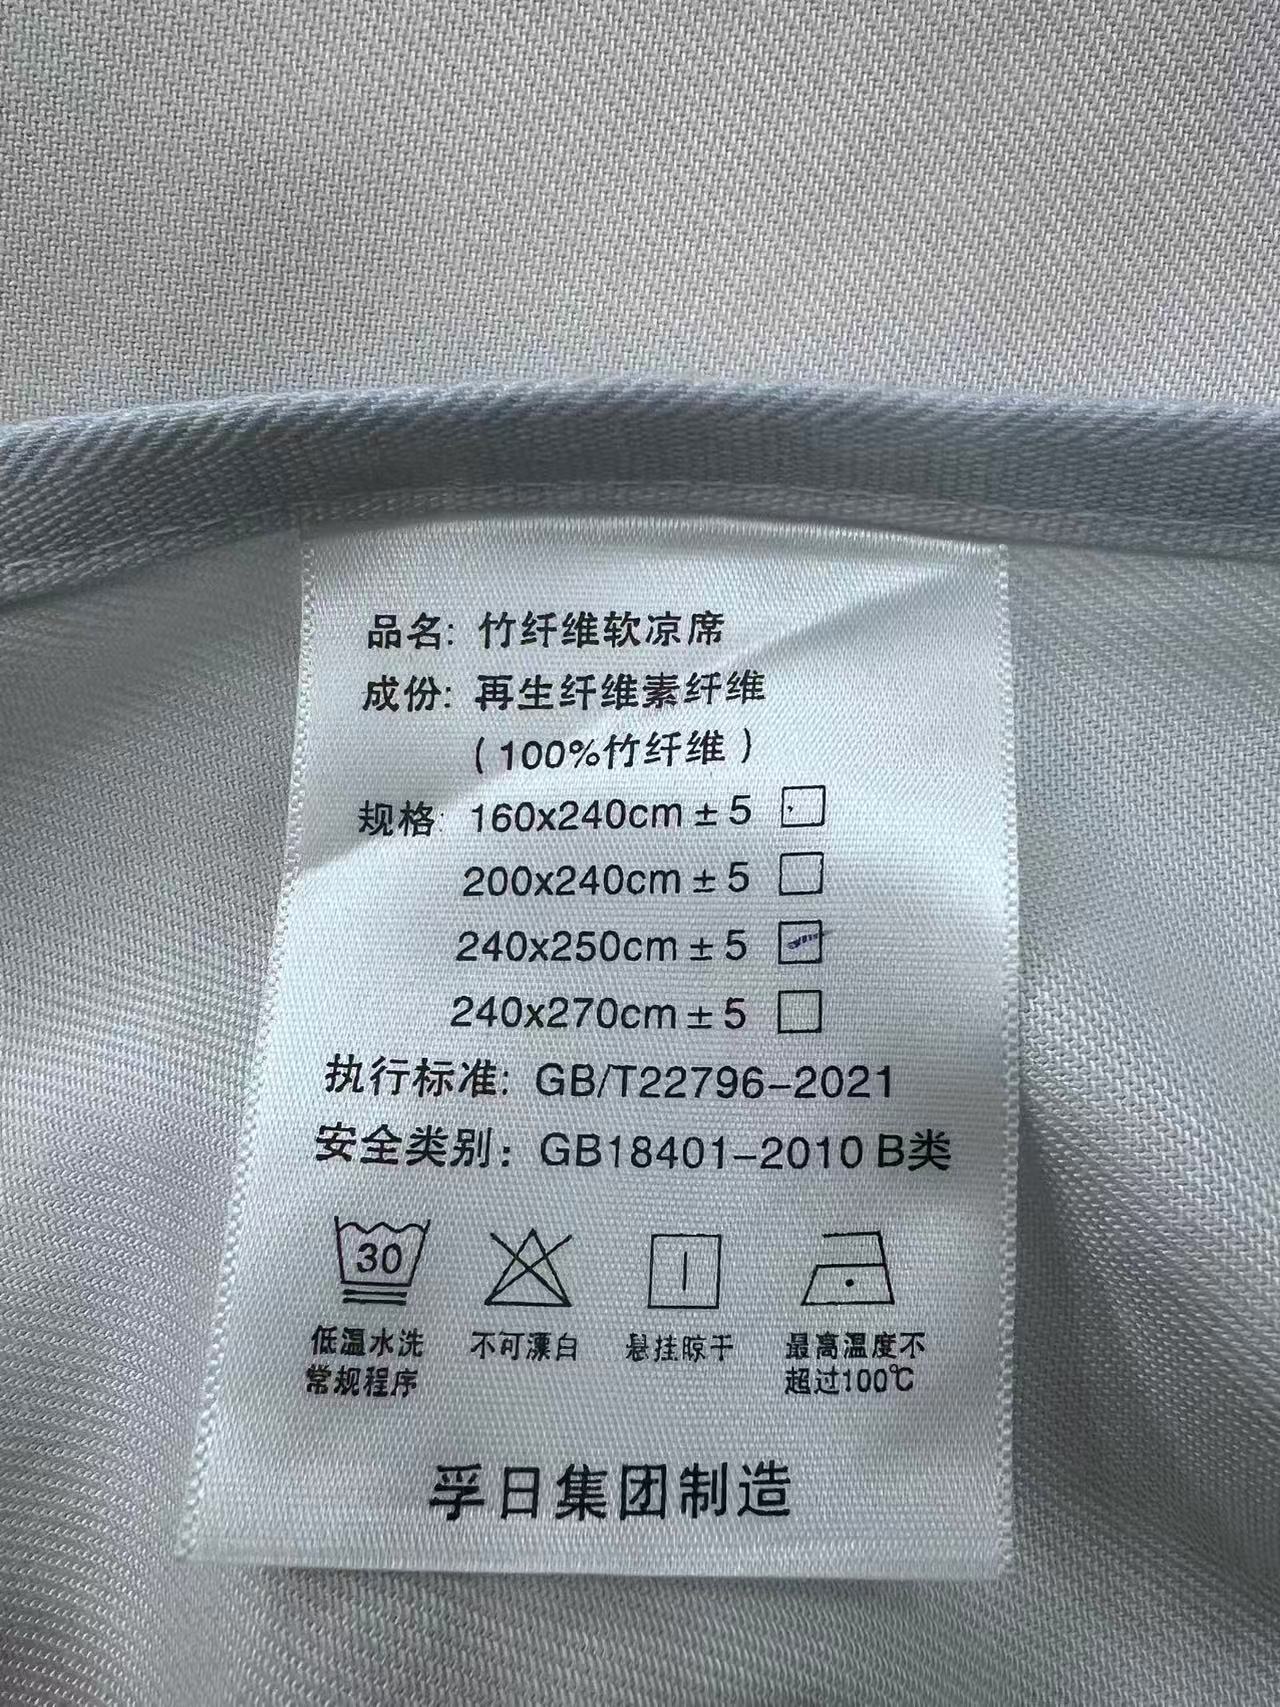 品名: 竹纤维软凉席
成份: 再生纤维素纤维
(100%竹纤维)
规格: 160x240cm±5 □
200x240cm±5 □
240x250cm±5 ☑
240x270cm±5 □
执行标准: GB/T22796-2021
安全类别: GB18401-2010 B类
30
低温水洗 不可漂白 悬挂晾干 最高温度不
常规程序 超过100℃
孚日集团制造